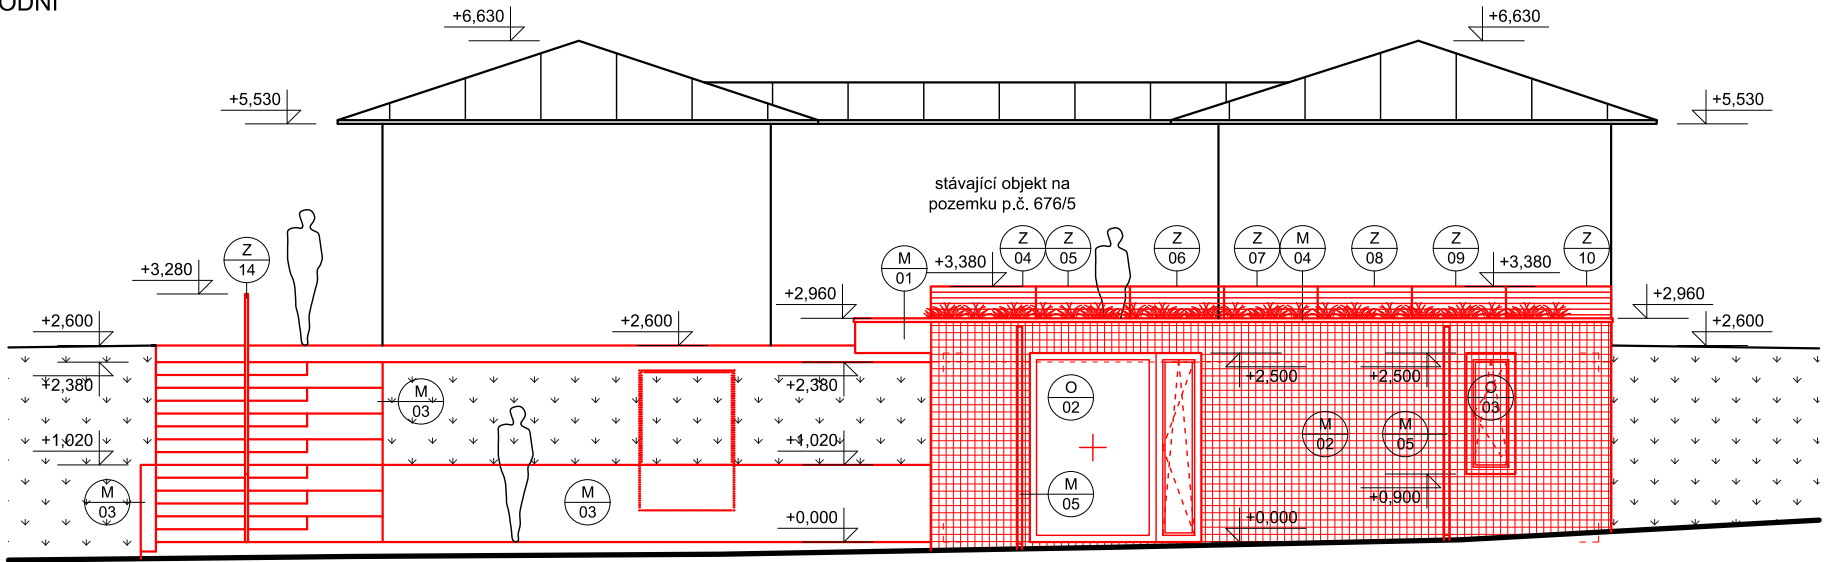 +6,630
+6,630
+5,530
+5,530
stávající objekt na
pozemku p.č. 676/5
Z
14
M
01
Z
04
Z
05
Z
06
Z
07
M
04
Z
08
Z
09
Z
10
+3,280
+3,380
+3,380
+2,960
+2,960
+2,600
+2,600
+2,600
+2,380
+2,380
+2,500
+2,500
M
03
O
02
O
03
M
02
M
05
+1,020
+1,020
M
03
M
03
M
05
+0,900
+0,000
+0,000